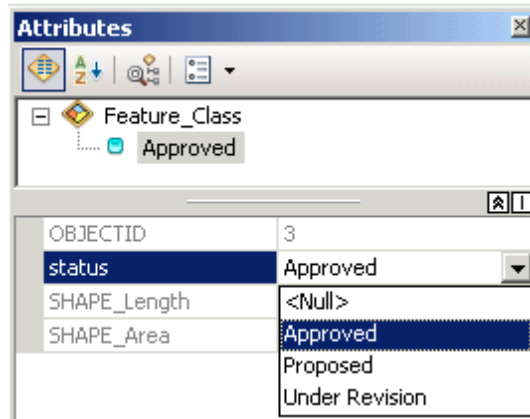 Attributes
Feature_Class
Approved
OBJECTID 3
status Approved
SHAPE_Length <Null>
SHAPE_Area Approved
Proposed
Under Revision